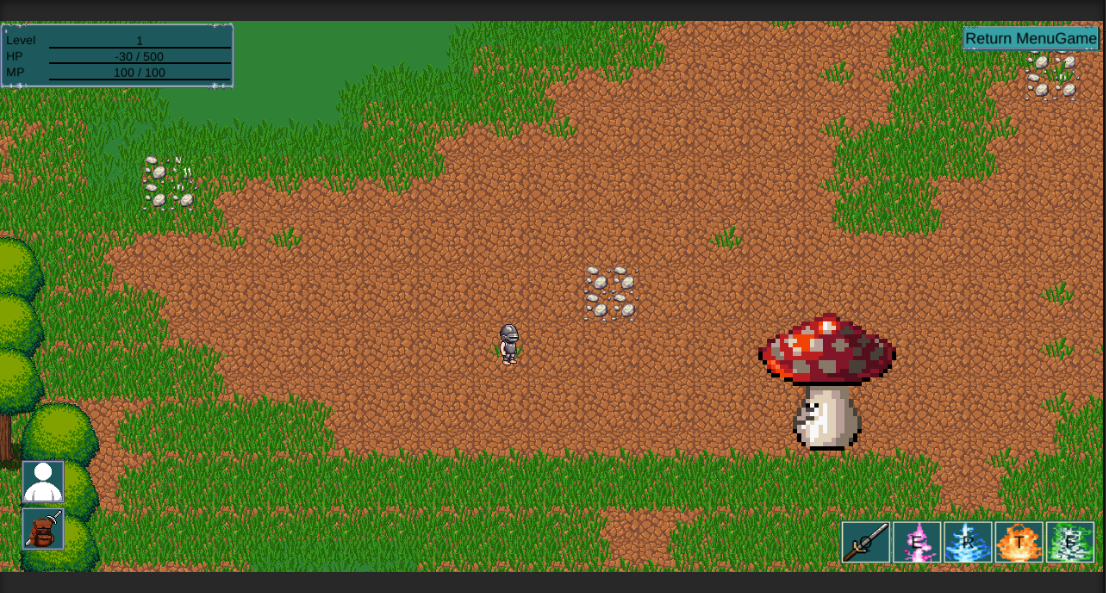 Level 1
HP -30 / 500
MP 100 / 100
Return MenuGame
E
R
T
F